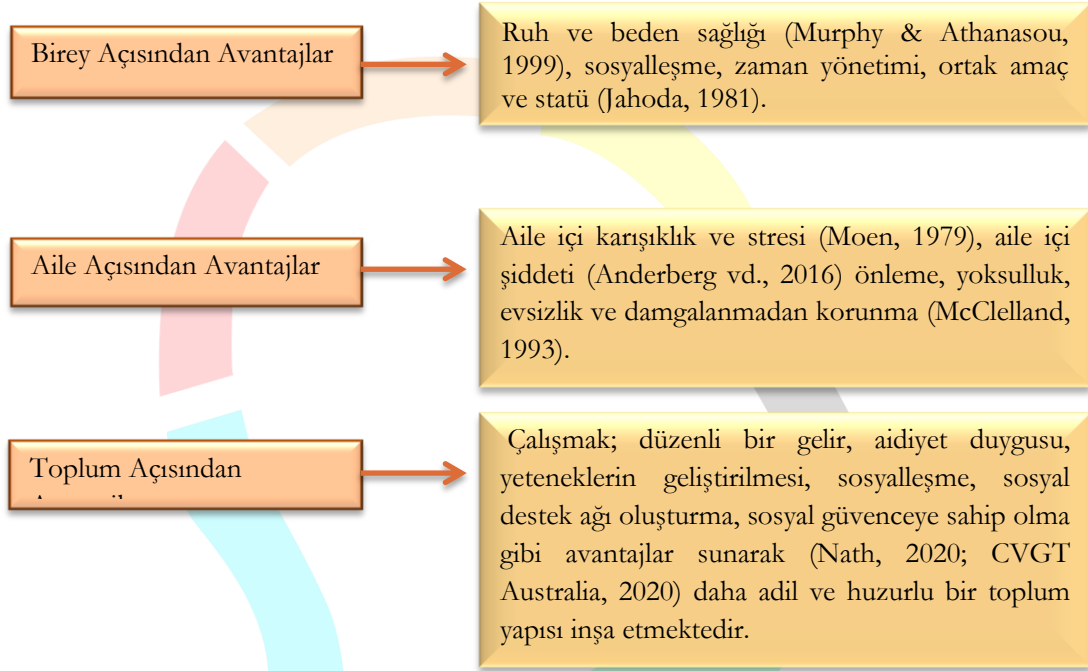 Birey Açısından Avantajlar
Ruh ve beden sağlığı (Murphy & Athanasou,
1999), sosyalleşme, zaman yönetimi, ortak amaç
ve statü (Jahoda, 1981).
Aile Açısından Avantajlar
Aile içi karışıklık ve stresi (Moen, 1979), aile içi
şiddeti (Anderberg vd., 2016) önleme, yoksulluk,
evsizlik ve damgalanmadan korunma (McClelland,
1993).
Toplum Açısından
Çalışmak; düzenli bir gelir, aidiyet duygusu,
yeteneklerin geliştirilmesi, sosyalleşme, sosyal
destek ağı oluşturma, sosyal güvenceye sahip olma
gibi avantajlar sunarak (Nath, 2020; CVGT
Australia, 2020) daha adil ve huzurlu bir toplum
yapısı inşa etmektedir.